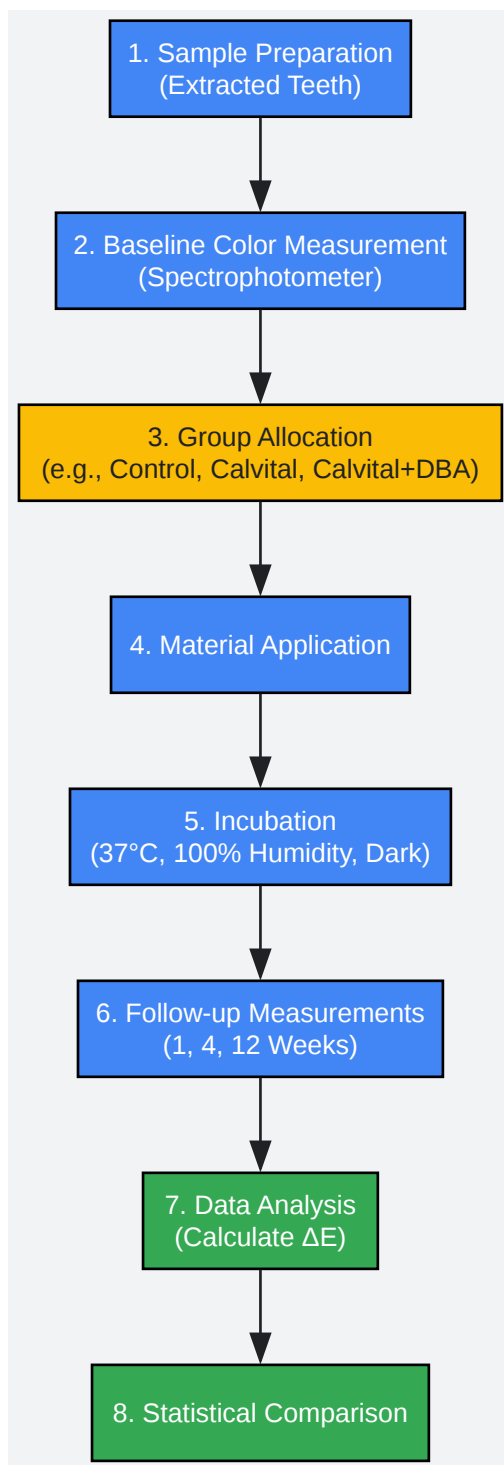 1. Sample Preparation
(Extracted Teeth)
2. Baseline Color Measurement
(Spectrophotometer)
3. Group Allocation
(e.g., Control, Calvital, Calvital+DBA)
4. Material Application
5. Incubation
(37°C, 100% Humidity, Dark)
6. Follow-up Measurements
(1, 4, 12 Weeks)
7. Data Analysis
(Calculate ΔE)
8. Statistical Comparison